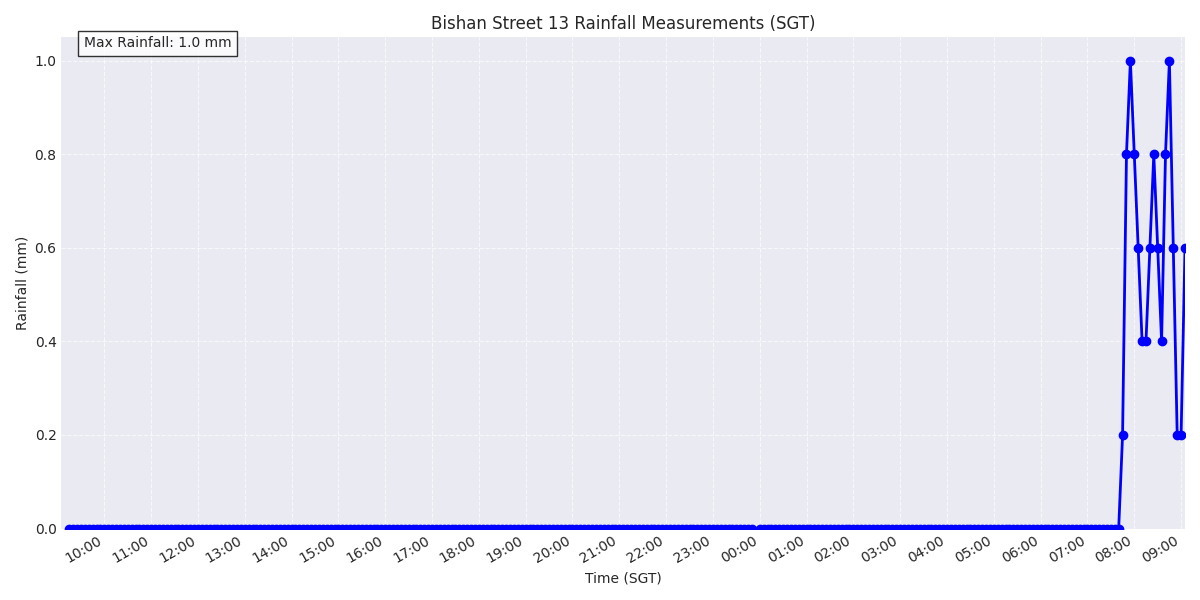 Bishan Street 13 Rainfall Measurements (SGT)
Max Rainfall: 1.0 mm
1.0
0.8
0.6
0.4
0.2
0.0
Rainfall (mm)
10:00 11:00 12:00 13:00 14:00 15:00 16:00 17:00 18:00 19:00 20:00 21:00 22:00 23:00 00:00 01:00 02:00 03:00 04:00 05:00 06:00 07:00 08:00 09:00
Time (SGT)